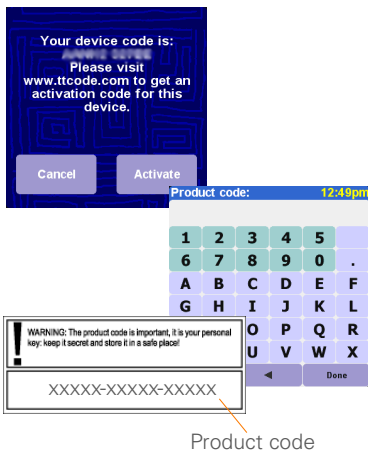 Your device code is:
Please visit
www.ttcode.com to get an
activation code for this
device.
Cancel Activate
Product code: 12:49pm
1 2 3 4 5
6 7 8 9 0 .
A B C D E F
G H I J K L
O P Q R
U V W X
◄ Done
! WARNING: The product code is important, it is your personal
key: keep it secret and store it in a safe place!
XXXXX-XXXXX-XXXXX
Product code